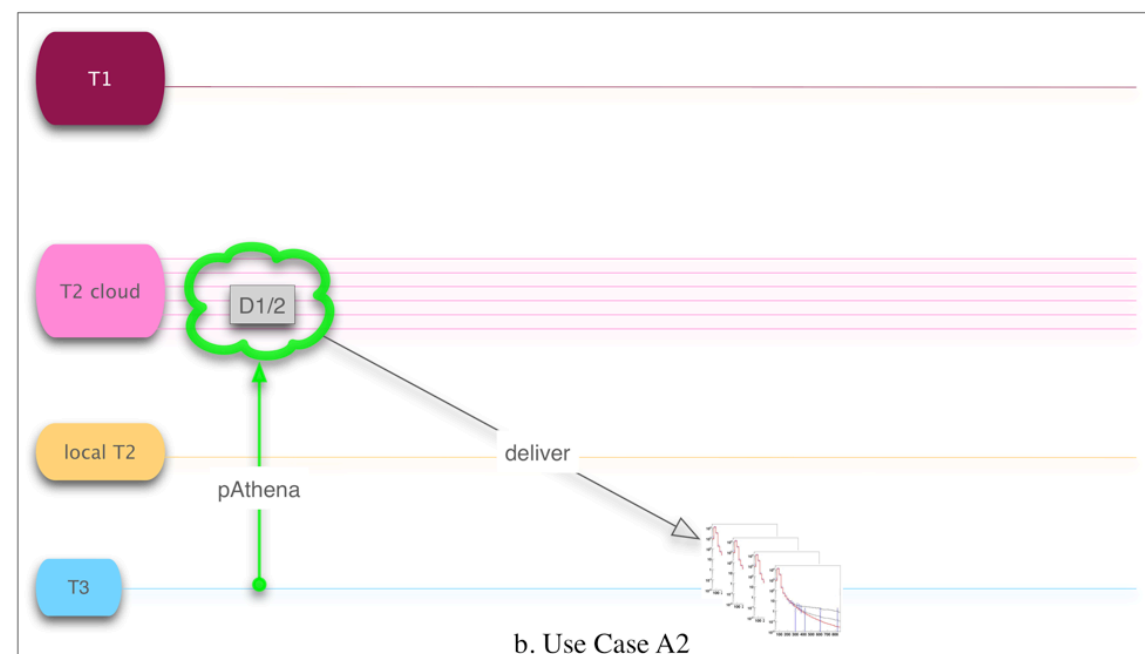 T1
T2 cloud
D1/2
local T2
deliver
pAthena
T3
b. Use Case A2